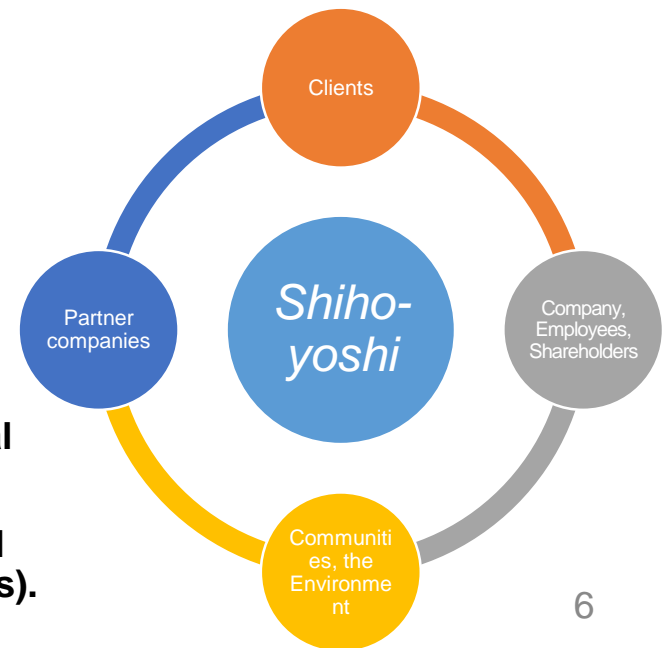 Clients
Shiho-
yoshi
Partner
companies
Company,
Employees,
Shareholders
Communiti
es, the
Environme
nt
s).
6